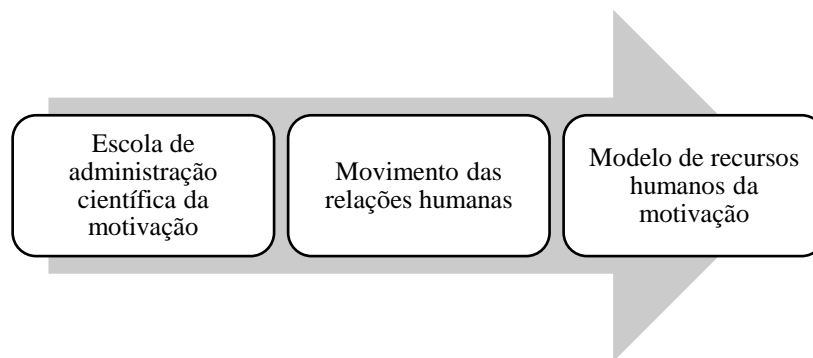 Escola de
administração
científica da
motivação
Movimento das
relações humanas
Modelo de recursos
humanos da
motivação